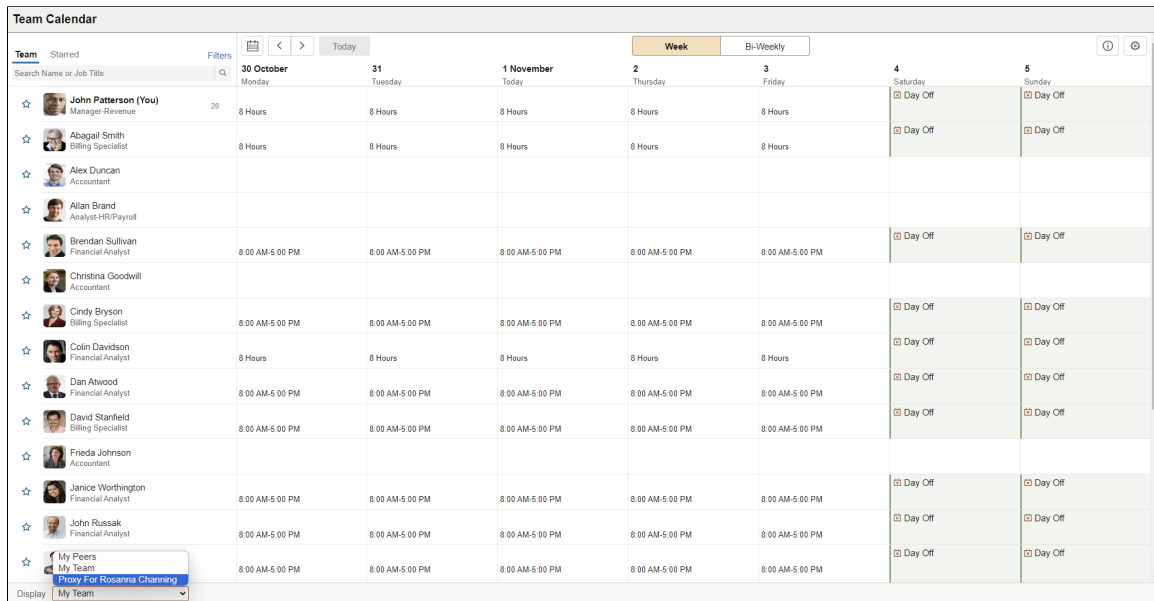 Team Calendar
Team Starred Filters
Today
Week Bi-Weekly
Search Name or Job Title
30 October 31 1 November 2 3 4 5
Monday Tuesday Today Thursday Friday Saturday Sunday
John Patterson (You)
Manager-Revenue
20
8 Hours 8 Hours 8 Hours 8 Hours 8 Hours Day Off Day Off
Abagail Smith
Billing Specialist
8 Hours 8 Hours 8 Hours 8 Hours 8 Hours Day Off Day Off
Alex Duncan
Accountant
Allan Brand
Analyst-HR/Payroll
Brendan Sullivan
Financial Analyst
8:00 AM-5:00 PM 8:00 AM-5:00 PM 8:00 AM-5:00 PM 8:00 AM-5:00 PM 8:00 AM-5:00 PM Day Off Day Off
Christina Goodwill
Accountant
Cindy Bryson
Billing Specialist
8:00 AM-5:00 PM 8:00 AM-5:00 PM 8:00 AM-5:00 PM 8:00 AM-5:00 PM 8:00 AM-5:00 PM Day Off Day Off
Colin Davidson
Financial Analyst
8 Hours 8 Hours 8 Hours 8 Hours 8 Hours Day Off Day Off
Dan Atwood
Financial Analyst
8:00 AM-5:00 PM 8:00 AM-5:00 PM 8:00 AM-5:00 PM 8:00 AM-5:00 PM 8:00 AM-5:00 PM Day Off Day Off
David Stanfield
Billing Specialist
8:00 AM-5:00 PM 8:00 AM-5:00 PM 8:00 AM-5:00 PM 8:00 AM-5:00 PM 8:00 AM-5:00 PM Day Off Day Off
Frieda Johnson
Accountant
Janice Worthington
Financial Analyst
8:00 AM-5:00 PM 8:00 AM-5:00 PM 8:00 AM-5:00 PM 8:00 AM-5:00 PM 8:00 AM-5:00 PM Day Off Day Off
John Russak
Financial Analyst
8:00 AM-5:00 PM 8:00 AM-5:00 PM 8:00 AM-5:00 PM 8:00 AM-5:00 PM 8:00 AM-5:00 PM Day Off Day Off
My Peers
My Team
Proxy For Rosanna Channing
8:00 AM-5:00 PM 8:00 AM-5:00 PM 8:00 AM-5:00 PM 8:00 AM-5:00 PM 8:00 AM-5:00 PM Day Off Day Off
Display My Team